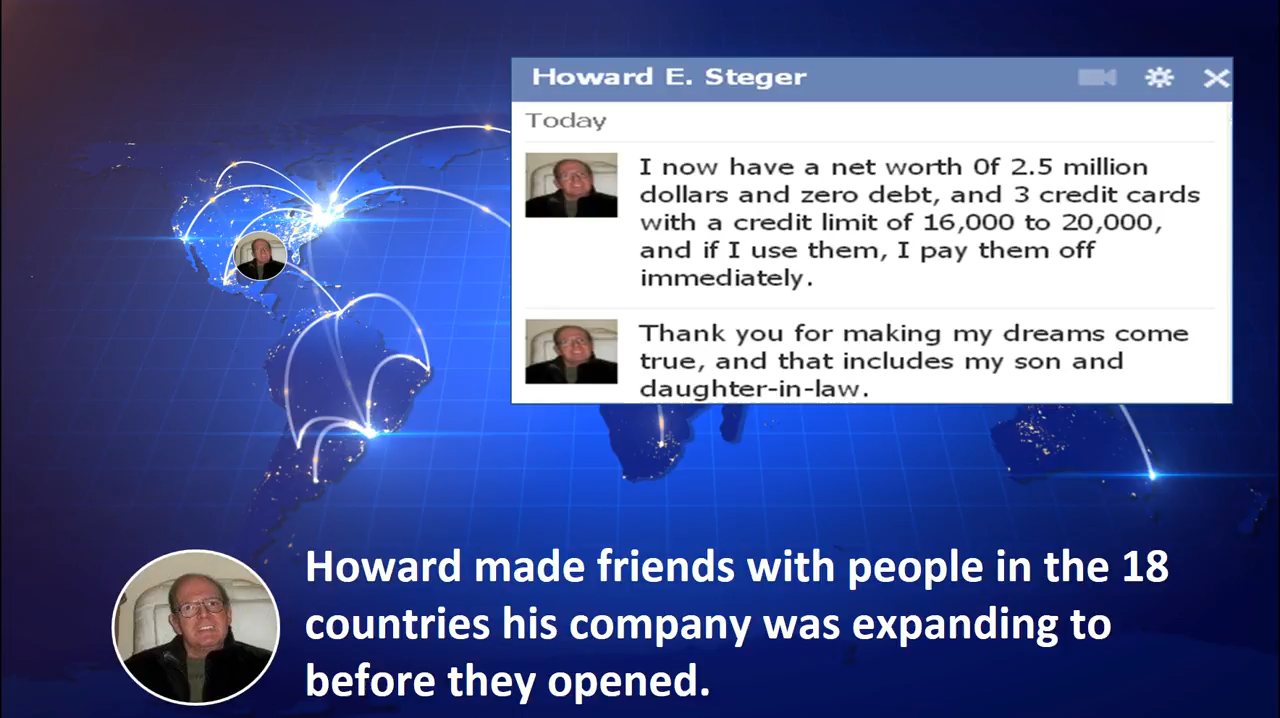 Howard E. Steger
Today
I now have a net worth 0f 2.5 million
dollars and zero debt, and 3 credit cards
with a credit limit of 16,000 to 20,000,
and if I use them, I pay them off
immediately.
Thank you for making my dreams come
true, and that includes my son and
daughter-in-law.
Howard made friends with people in the 18
countries his company was expanding to
before they opened.